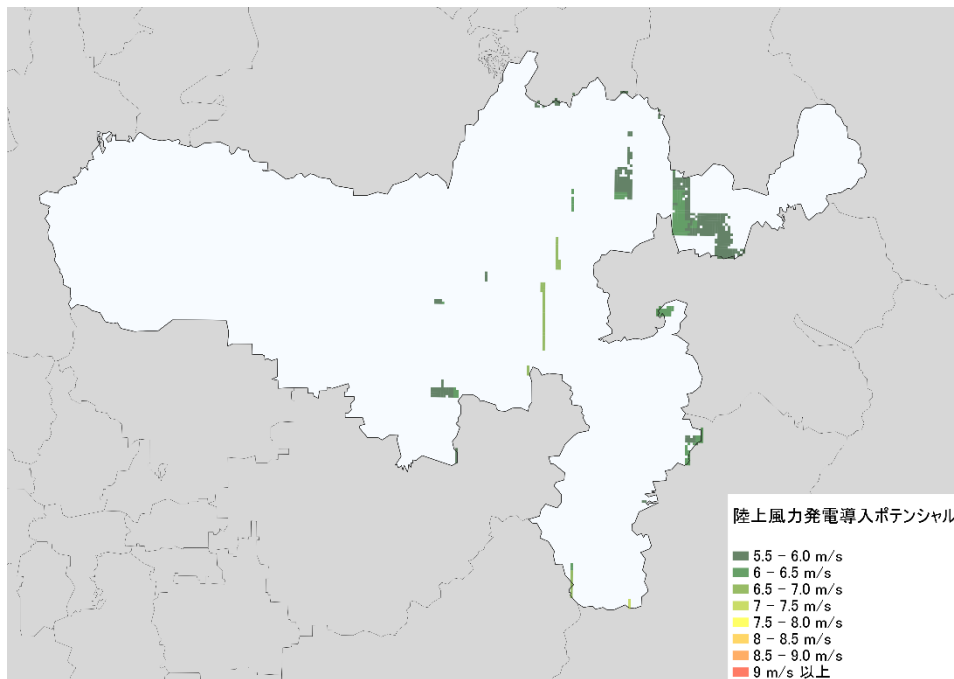 陸上風力発電導入ポテンシャル
5.5 - 6.0 m/s
6 - 6.5 m/s
6.5 - 7.0 m/s
7 - 7.5 m/s
7.5 - 8.0 m/s
8 - 8.5 m/s
8.5 - 9.0 m/s
9 m/s 以上